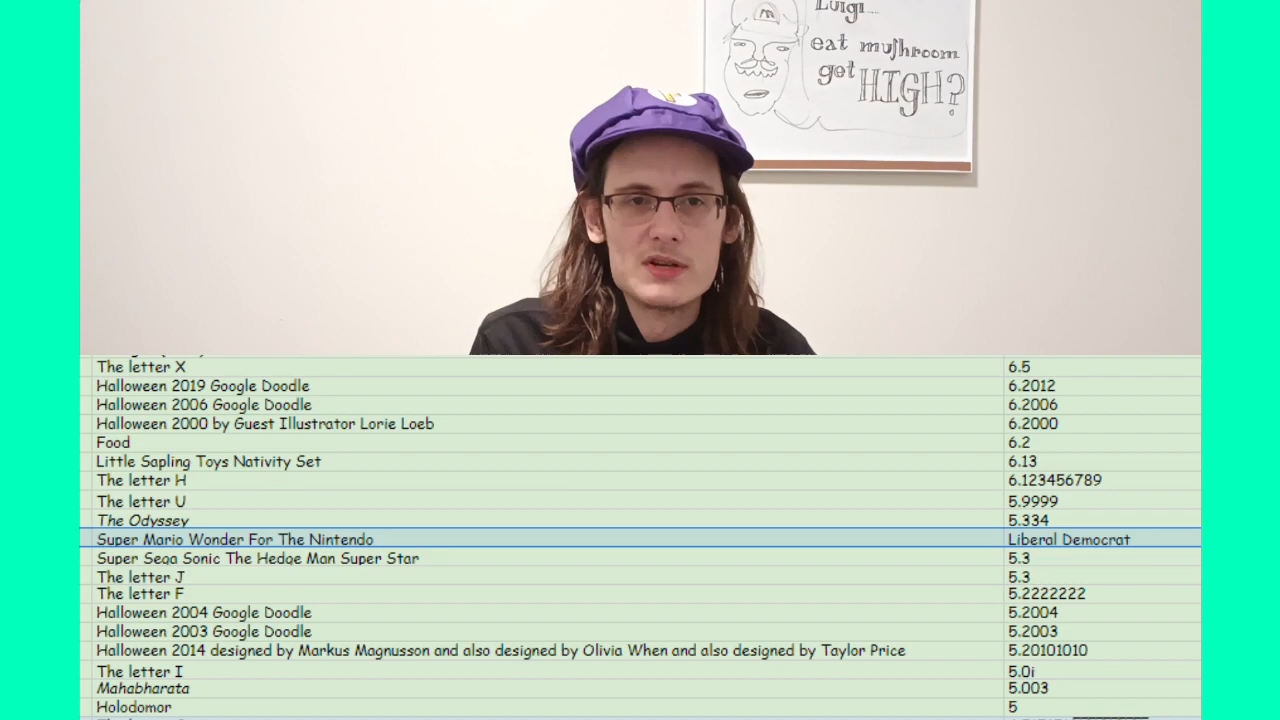 Luigi...
eat mushroom
get HIGH?
The letter X 6.5
Halloween 2019 Google Doodle 6.2012
Halloween 2006 Google Doodle 6.2006
Halloween 2000 by Guest Illustrator Lorie Loeb 6.2000
Food 6.2
Little Sapling Toys Nativity Set 6.13
The letter H 6.123456789
The letter U 5.9999
The Odyssey 5.334
Super Mario Wonder For The Nintendo Liberal Democrat
Super Sega Sonic The Hedge Man Super Star 5.3
The letter J 5.3
The letter F 5.2222222
Halloween 2004 Google Doodle 5.2004
Halloween 2003 Google Doodle 5.2003
Halloween 2014 designed by Markus Magnusson and also designed by Olivia When and also designed by Taylor Price 5.20101010
The letter I 5.0i
Mahabharata 5.003
Holodomor 5